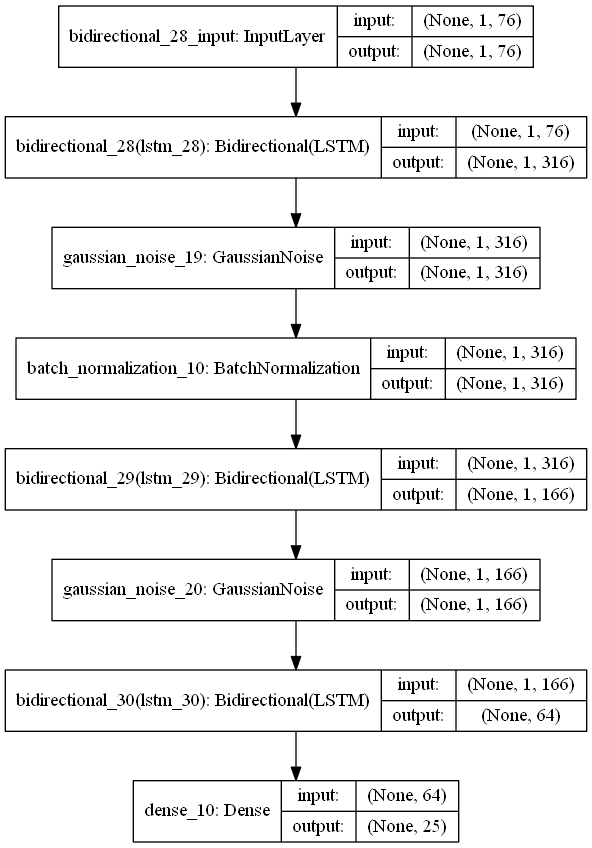 bidirectional_28_input: InputLayer
input: (None, 1, 76)
output: (None, 1, 76)
bidirectional_28(lstm_28): Bidirectional(LSTM)
input: (None, 1, 76)
output: (None, 1, 316)
gaussian_noise_19: GaussianNoise
input: (None, 1, 316)
output: (None, 1, 316)
batch_normalization_10: BatchNormalization
input: (None, 1, 316)
output: (None, 1, 316)
bidirectional_29(lstm_29): Bidirectional(LSTM)
input: (None, 1, 316)
output: (None, 1, 166)
gaussian_noise_20: GaussianNoise
input: (None, 1, 166)
output: (None, 1, 166)
bidirectional_30(lstm_30): Bidirectional(LSTM)
input: (None, 1, 166)
output: (None, 64)
dense_10: Dense
input: (None, 64)
output: (None, 25)